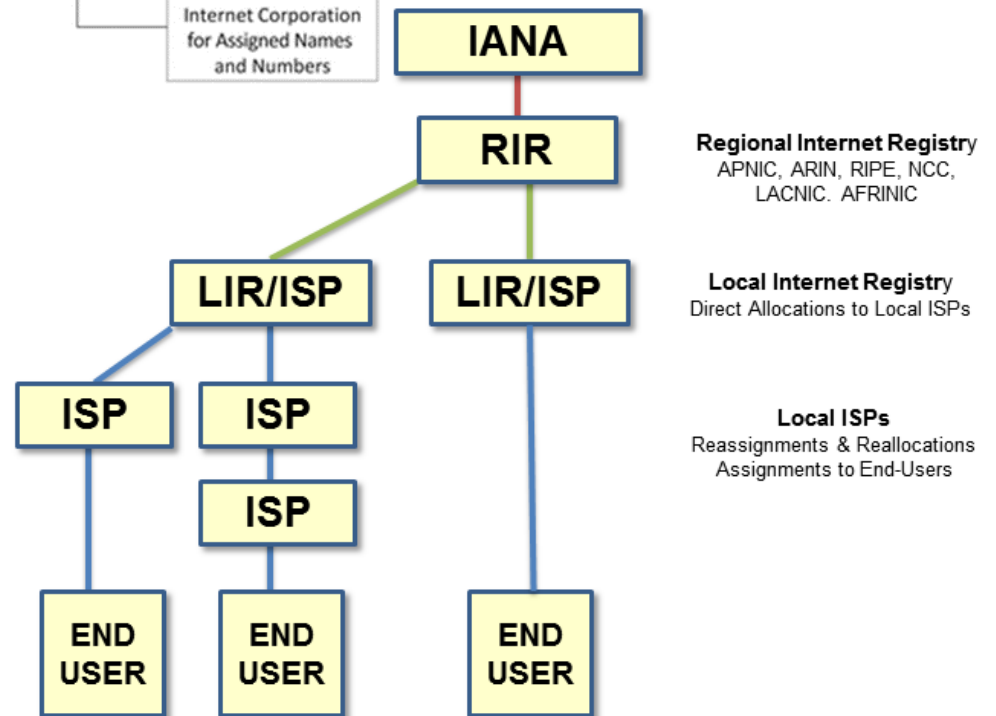 Internet Corporation
for Assigned Names
and Numbers
IANA
RIR
Regional Internet Registry
APNIC, ARIN, RIPE, NCC,
LACNIC. AFRINIC
LIR/ISP
LIR/ISP
Local Internet Registry
Direct Allocations to Local ISPs
ISP
ISP
Local ISPs
Reassignments & Reallocations
Assignments to End-Users
ISP
END
USER
END
USER
END
USER